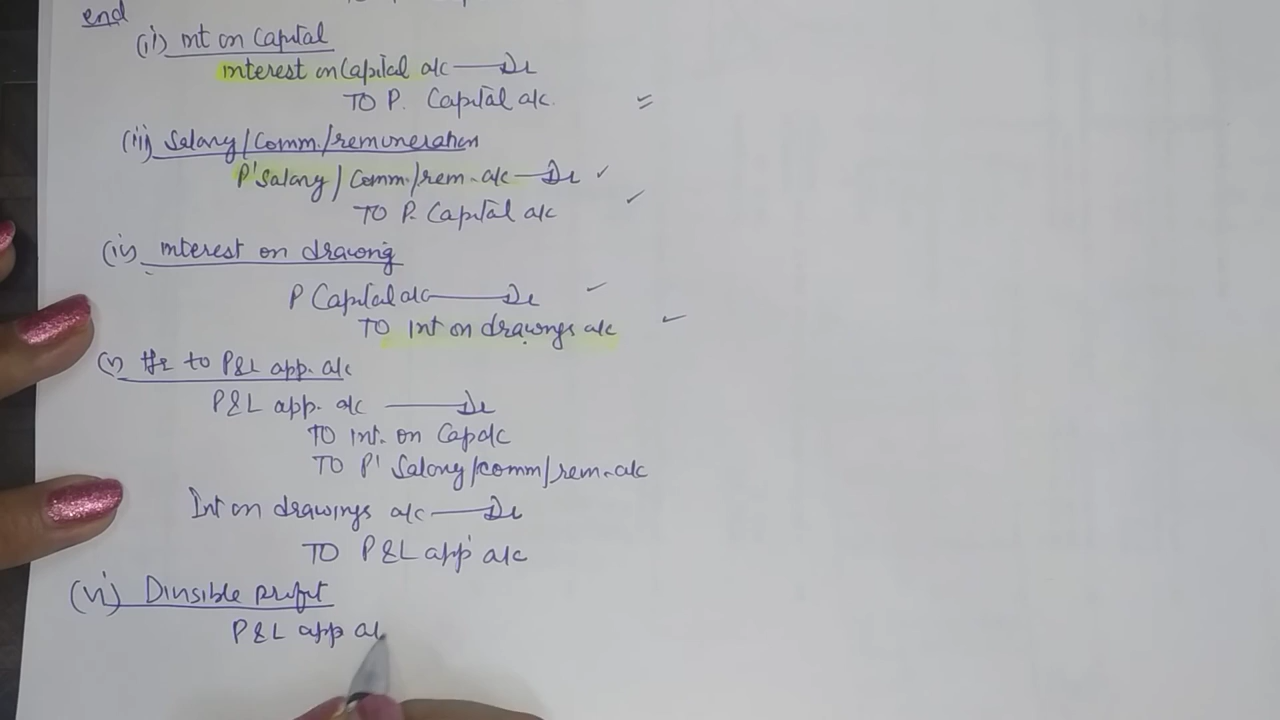 end
(ii) Int on Capital
interest on Capital a/c — Dr
TO P. Capital a/c.
(iii) Salary/Comm./remuneration
P' Salary/Comm./rem. a/c — Dr
TO P. Capital a/c
(iv) Interest on drawing
P Capital a/c — Dr
TO Int on drawings a/c
(v) to P&L app. a/c
P&L app. a/c — Dr
TO Int. on Cap a/c
TO P' Salary/comm/rem. a/c
Int on drawings a/c — Dr
TO P&L app a/c
(vi) Divisible profit
P&L app a/